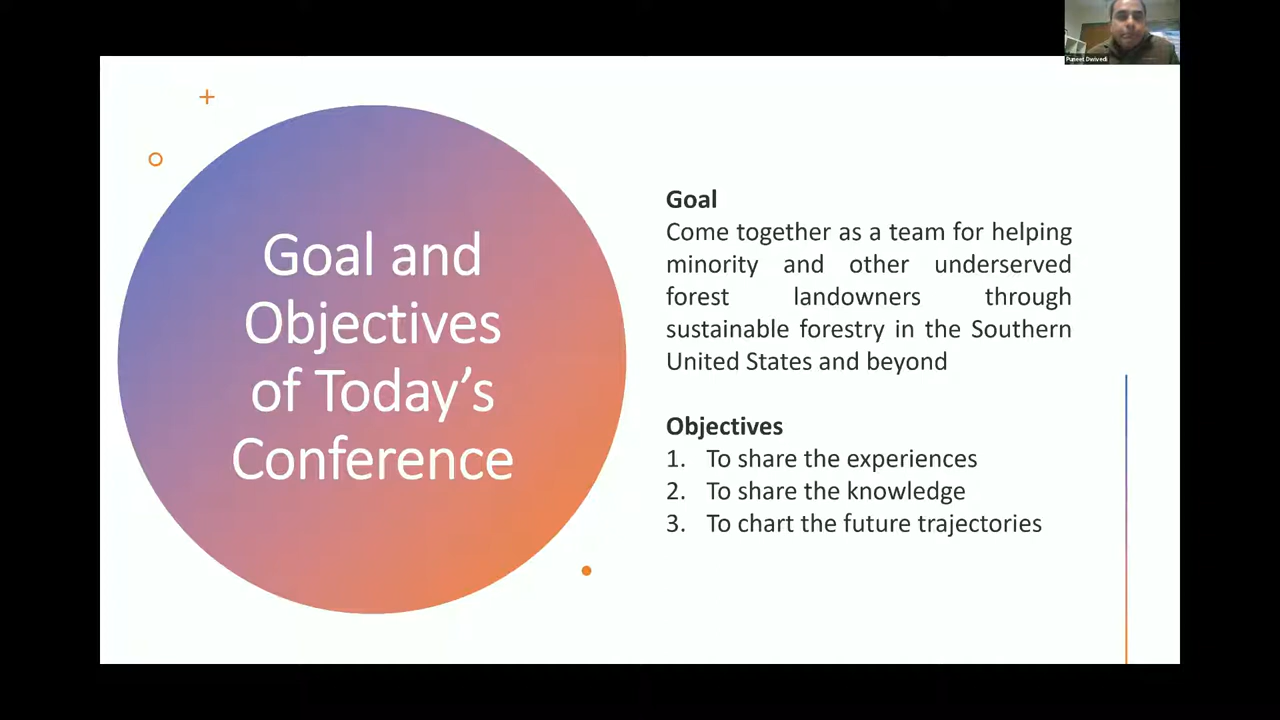 Puneet Dwivedi
Goal and
Objectives
of Today's
Conference
Goal
Come together as a team for helping
minority and other underserved
forest landowners through
sustainable forestry in the Southern
United States and beyond
Objectives
1. To share the experiences
2. To share the knowledge
3. To chart the future trajectories